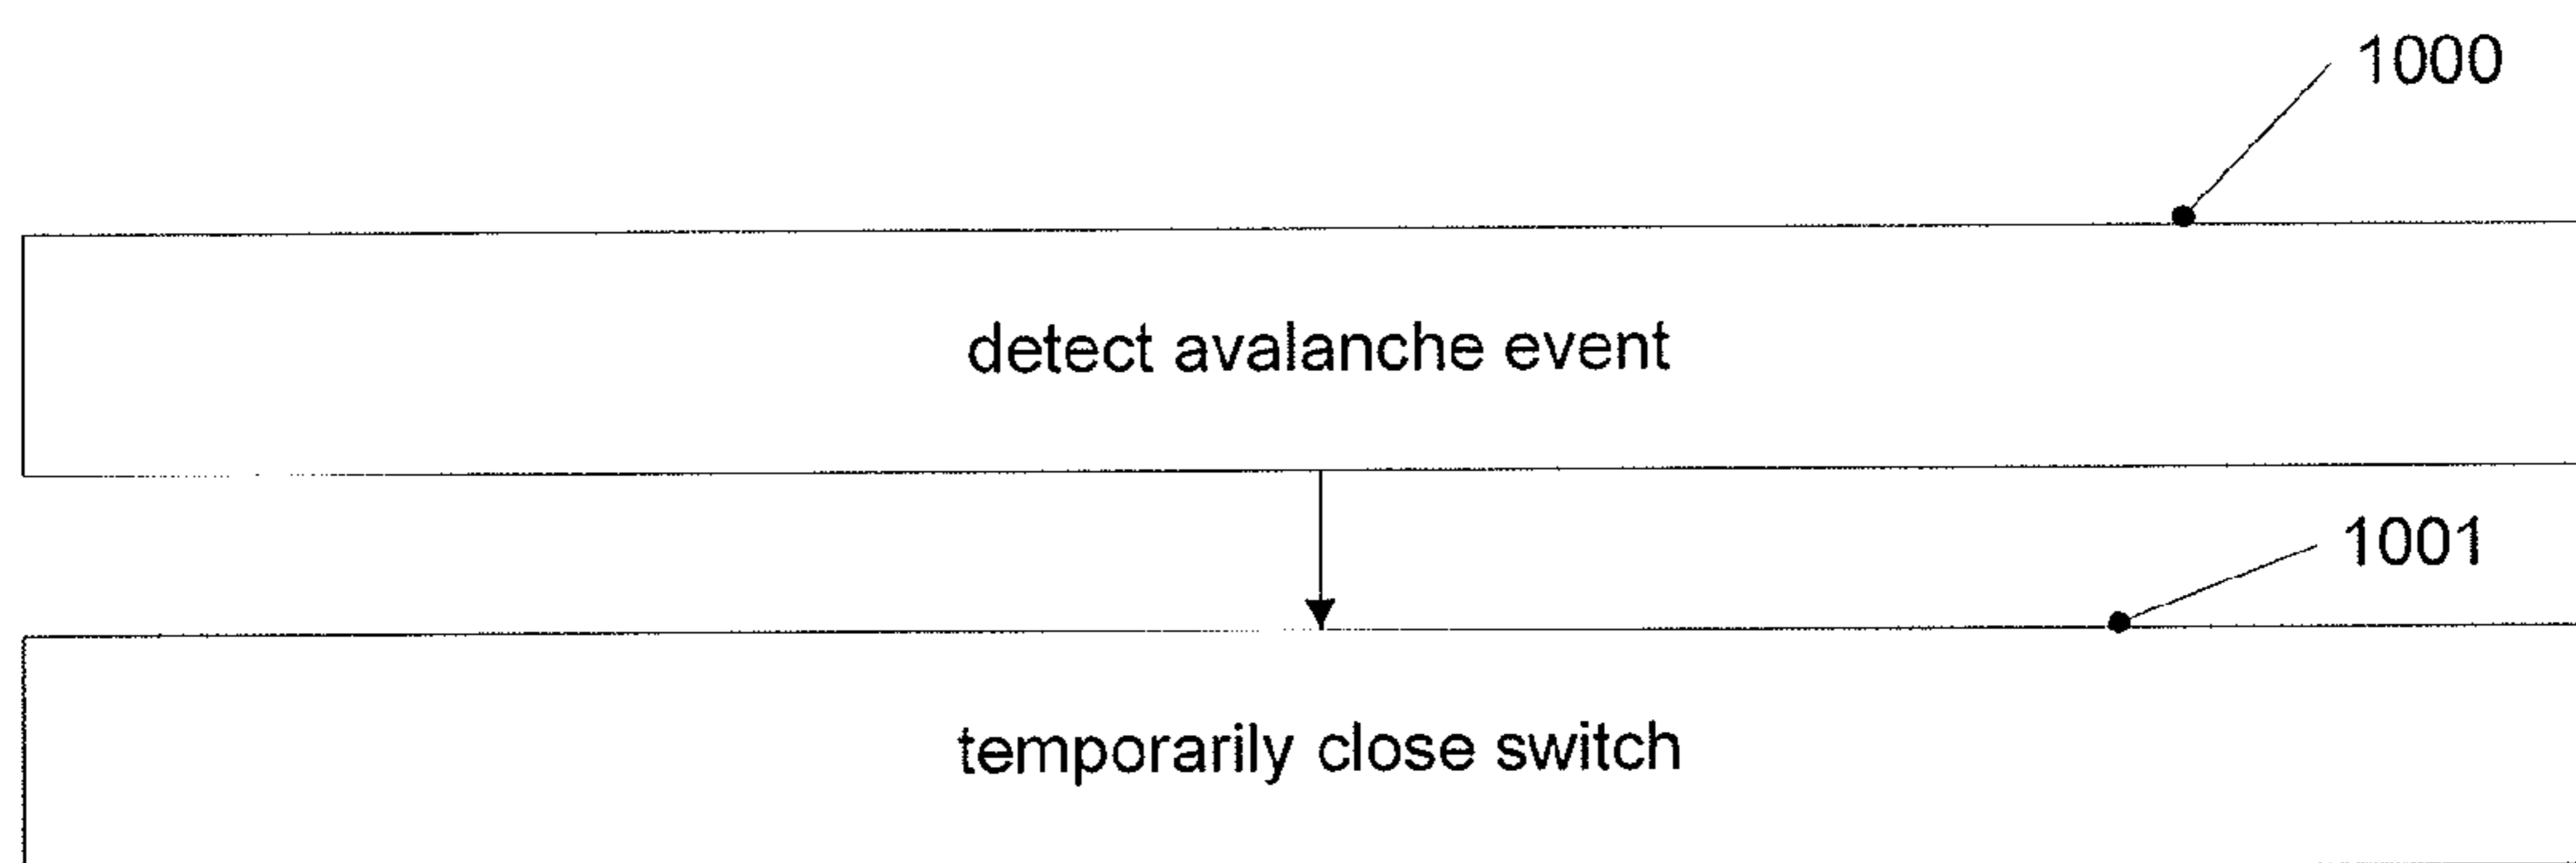 1000
detect avalanche event
1001
temporarily close switch